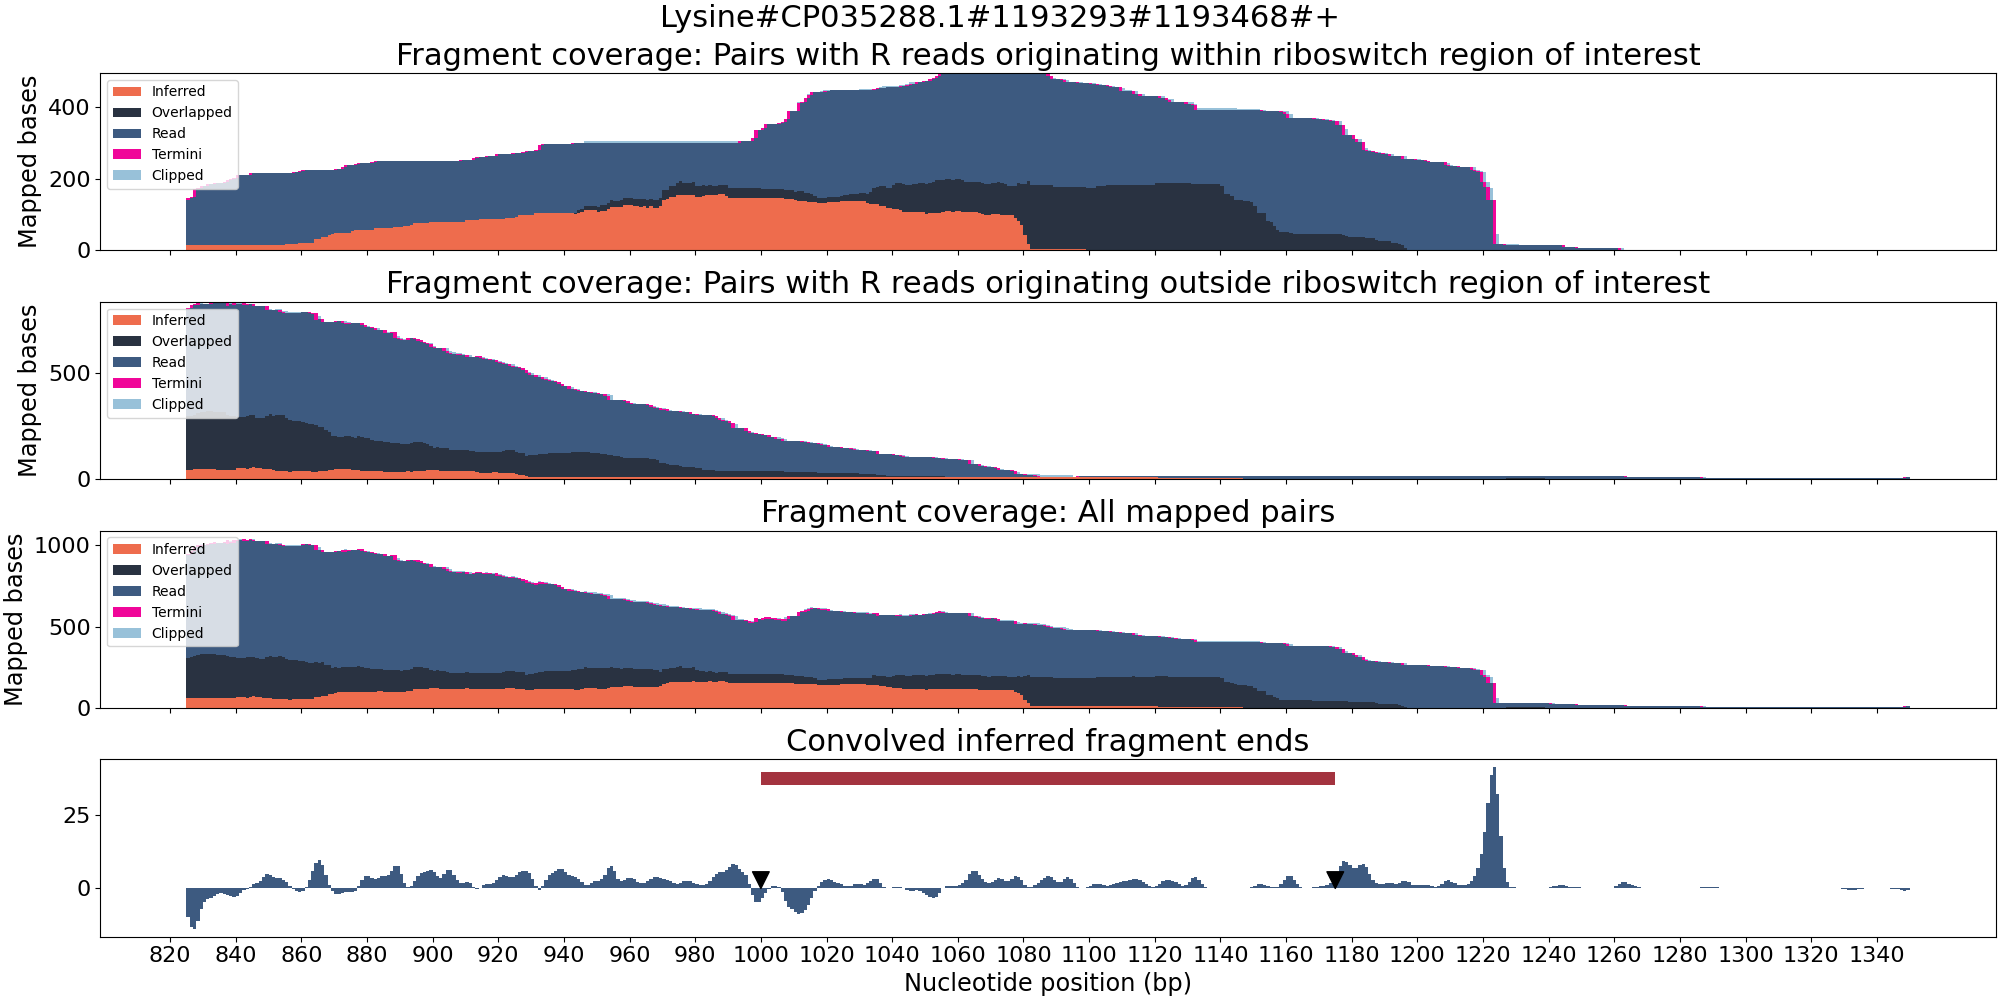 Lysine#CP035288.1#1193293#1193468#+
Fragment coverage: Pairs with R reads originating within riboswitch region of interest
Mapped bases
400
200
0
Inferred
Overlapped
Read
Termini
Clipped
Fragment coverage: Pairs with R reads originating outside riboswitch region of interest
Mapped bases
500
0
Inferred
Overlapped
Read
Termini
Clipped
Fragment coverage: All mapped pairs
Mapped bases
1000
500
0
Inferred
Overlapped
Read
Termini
Clipped
Convolved inferred fragment ends
25
0
820 840 860 880 900 920 940 960 980 1000 1020 1040 1060 1080 1100 1120 1140 1160 1180 1200 1220 1240 1260 1280 1300 1320 1340
Nucleotide position (bp)